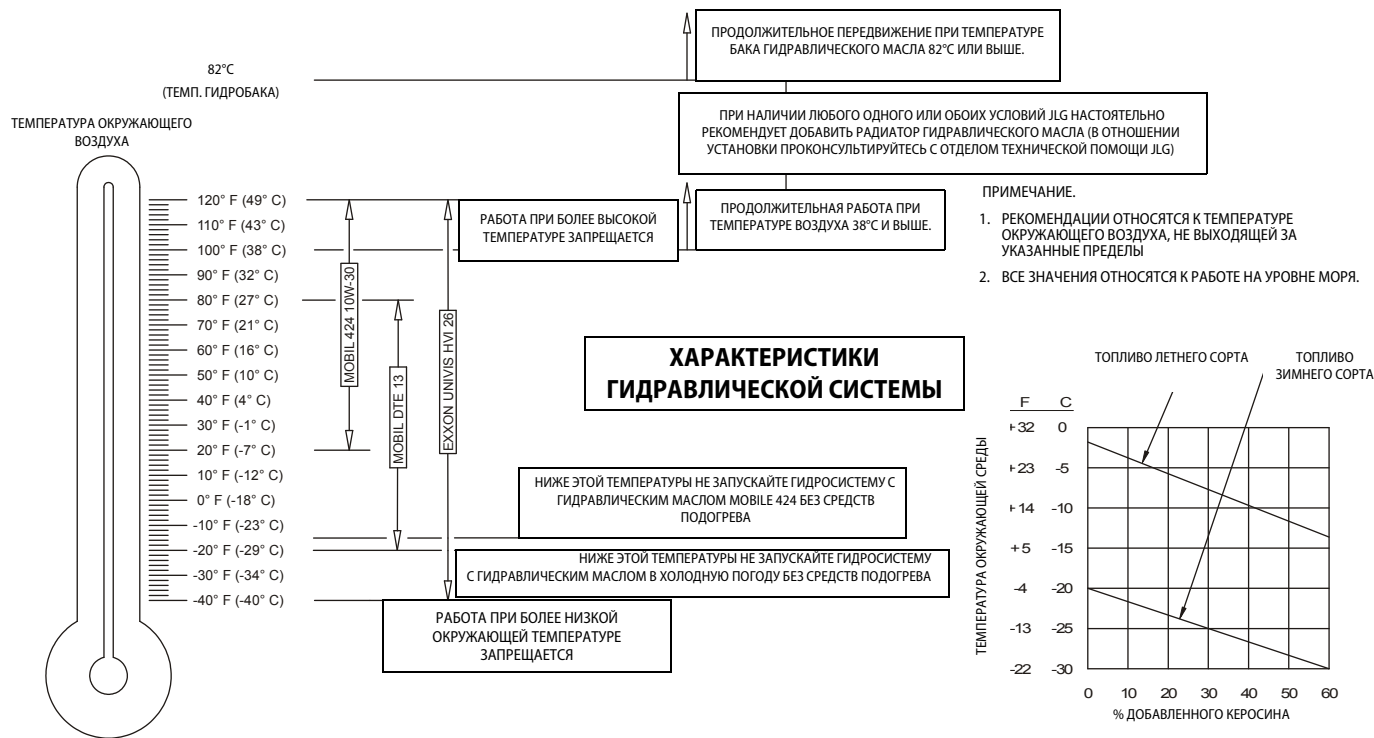 ПРОДОЛЖИТЕЛЬНОЕ ПЕРЕДВИЖЕНИЕ ПРИ ТЕМПЕРАТУРЕ
БАКА ГИДРАВЛИЧЕСКОГО МАСЛА 82°C ИЛИ ВЫШЕ.
82°C
(ТЕМП. ГИДРОБАКА)
ПРИ НАЛИЧИИ ЛЮБОГО ОДНОГО ИЛИ ОБОИХ УСЛОВИЙ JLG НАСТОЯТЕЛЬНО
РЕКОМЕНДУЕТ ДОБАВИТЬ РАДИАТОР ГИДРАВЛИЧЕСКОГО МАСЛА (В ОТНОШЕНИИ
УСТАНОВКИ ПРОКОНСУЛЬТИРУЙТЕСЬ С ОТДЕЛОМ ТЕХНИЧЕСКОЙ ПОМОЩИ JLG)
ТЕМПЕРАТУРА ОКРУЖАЮЩЕГО
ВОЗДУХА
120° F (49° C)
110° F (43° C)
100° F (38° C)
90° F (32° C)
80° F (27° C)
70° F (21° C)
60° F (16° C)
50° F (10° C)
40° F (4° C)
30° F (-1° C)
20° F (-7° C)
10° F (-12° C)
0° F (-18° C)
-10° F (-23° C)
-20° F (-29° C)
-30° F (-34° C)
-40° F (-40° C)
MOBIL 424 10W-30
MOBIL DTE 13
EXXON UNIVIS HVI 26
РАБОТА ПРИ БОЛЕЕ ВЫСОКОЙ
ТЕМПЕРАТУРЕ ЗАПРЕЩАЕТСЯ
ПРОДОЛЖИТЕЛЬНАЯ РАБОТА ПРИ
ТЕМПЕРАТУРЕ ВОЗДУХА 38°C И ВЫШЕ.
ПРИМЕЧАНИЕ.
1. РЕКОМЕНДАЦИИ ОТНОСЯТСЯ К ТЕМПЕРАТУРЕ
ОКРУЖАЮЩЕГО ВОЗДУХА, НЕ ВЫХОДЯЩЕЙ ЗА
УКАЗАННЫЕ ПРЕДЕЛЫ
2. ВСЕ ЗНАЧЕНИЯ ОТНОСЯТСЯ К РАБОТЕ НА УРОВНЕ МОРЯ.
ХАРАКТЕРИСТИКИ
ГИДРАВЛИЧЕСКОЙ СИСТЕМЫ
НИЖЕ ЭТОЙ ТЕМПЕРАТУРЫ НЕ ЗАПУСКАЙТЕ ГИДРОСИСТЕМУ С
ГИДРАВЛИЧЕСКИМ МАСЛОМ MOBILE 424 БЕЗ СРЕДСТВ
ПОДОГРЕВА
НИЖЕ ЭТОЙ ТЕМПЕРАТУРЫ НЕ ЗАПУСКАЙТЕ ГИДРОСИСТЕМУ
С ГИДРАВЛИЧЕСКИМ МАСЛОМ В ХОЛОДНУЮ ПОГОДУ БЕЗ СРЕДСТВ ПОДОГРЕВА
РАБОТА ПРИ БОЛЕЕ НИЗКОЙ
ОКРУЖАЮЩЕЙ ТЕМПЕРАТУРЕ
ЗАПРЕЩАЕТСЯ
ТОПЛИВО ЛЕТНЕГО СОРТА
ТОПЛИВО
ЗИМНЕГО СОРТА
ТЕМПЕРАТУРА ОКРУЖАЮЩЕЙ СРЕДЫ
F C
+32 0
+23 -5
+14 -10
+5 -15
-4 -20
-13 -25
-22 -30
0 10 20 30 40 50 60
% ДОБАВЛЕННОГО КЕРОСИНА